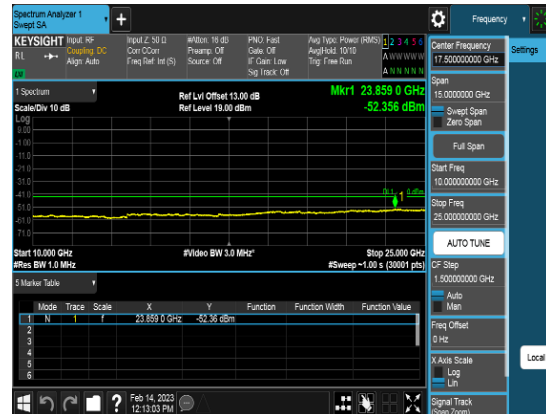 Spectrum Analyzer 1
Swept SA
Frequency
KEYSIGHT
Input: RF
Coupling: DC
Align: Auto
Input Z: 50 Ω
Corr CCorr
Freq Ref: Int (S)
#Atten: 16 dB
Preamp: Off
Source: Off
PNO: Fast
Gate: Off
IF Gain: Low
Sig Track: Off
Avg Type: Power (RMS)
Avg|Hold: 10/10
Trig: Free Run
1 2 3 4 5 6
A W W W W W
A N N N N N
1 Spectrum
Scale/Div 10 dB
Ref Lvl Offset 13.00 dB
Ref Level 19.00 dBm
Mkr1 23.859 0 GHz
-52.356 dBm
Log
9.00
-1.00
-11.0
-21.0
-31.0
-41.0
-51.0
-61.0
-71.0
1
Start 10.000 GHz
#Res BW 1.0 MHz
#Video BW 3.0 MHz*
Stop 25.000 GHz
#Sweep ~1.00 s (30001 pts)
5 Marker Table
Mode Trace Scale X Y Function Function Width Function Value
1 N 1 f 23.859 0 GHz -52.36 dBm
2
3
4
5
6
Feb 14, 2023
12:13:03 PM
Center Frequency
17.500000000 GHz
Settings
Span
15.0000000 GHz
Swept Span
Zero Span
Full Span
Start Freq
10.000000000 GHz
Stop Freq
25.000000000 GHz
AUTO TUNE
CF Step
1.500000000 GHz
Auto
Man
Freq Offset
0 Hz
X Axis Scale
Log
Lin
Local
Signal Track
(Span Zoom)